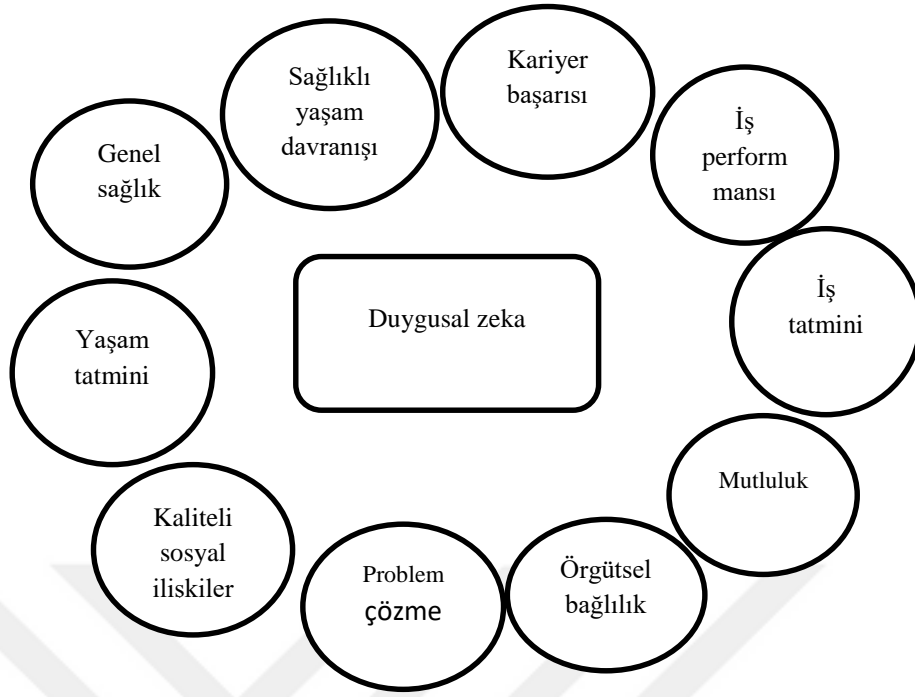 Sağlıklı
yaşam
davranışı
Kariyer
başarısı
İş
perform
mansı
İş
tatmini
Mutluluk
Örgütsel
bağlılık
Problem
çözme
Kaliteli
sosyal
iliskiler
Yaşam
tatmini
Genel
sağlık
Duygusal zeka